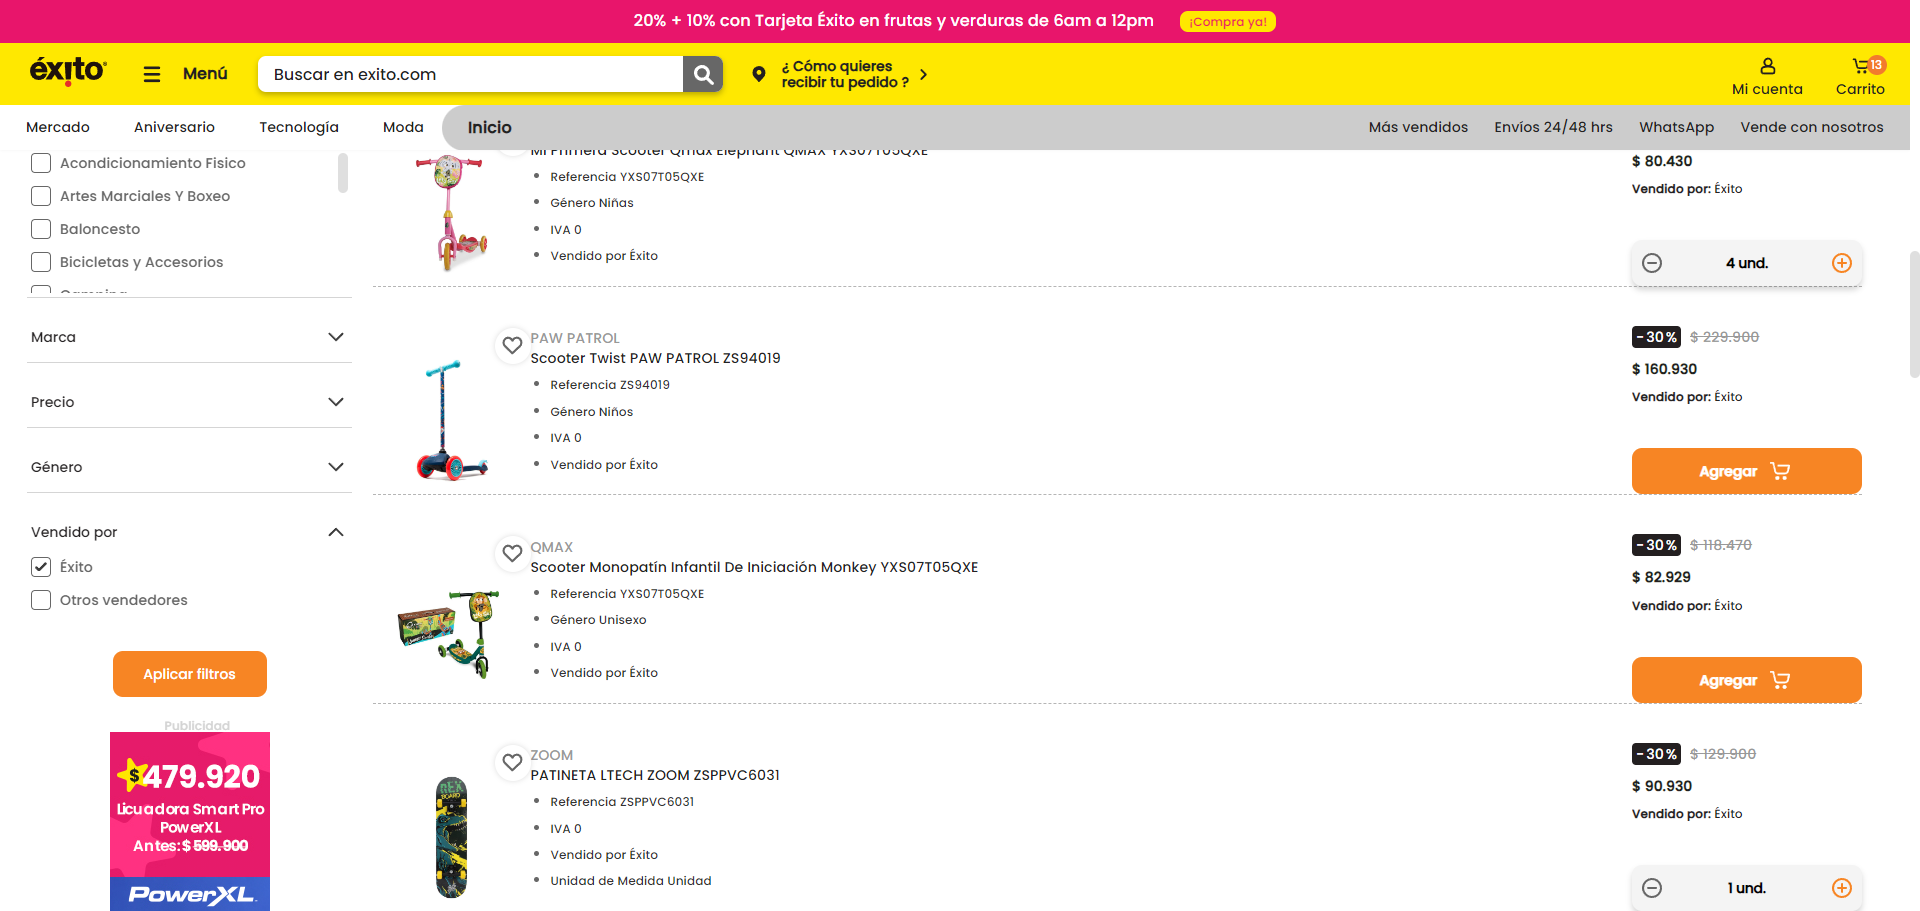 20% + 10% con Tarjeta Éxito en frutas y verduras de 6am a 12pm
¡Compra ya!
éxito
Menú
Buscar en exito.com
¿ Cómo quieres
recibir tu pedido ?
Mi cuenta
13
Carrito
Mercado
Aniversario
Tecnología
Moda
Inicio
Más vendidos
Envíos 24/48 hrs
WhatsApp
Vende con nosotros
Acondicionamiento Fisico
Artes Marciales Y Boxeo
Baloncesto
Bicicletas y Accesorios
Camping
Marca
Precio
Género
Vendido por
Éxito
Otros vendedores
Aplicar filtros
Publicidad
$479.920
Licuadora Smart Pro
PowerXL
Antes: $ 599.900
PowerXL
Mi Primera Scooter Qmax Elephant QMAX YXS07T05QXE
Referencia YXS07T05QXE
Género Niñas
IVA 0
Vendido por Éxito
$ 80.430
Vendido por: Éxito
4 und.
PAW PATROL
Scooter Twist PAW PATROL ZS94019
Referencia ZS94019
Género Niños
IVA 0
Vendido por Éxito
-30% $ 229.900
$ 160.930
Vendido por: Éxito
Agregar
QMAX
Scooter Monopatín Infantil De Iniciación Monkey YXS07T05QXE
Referencia YXS07T05QXE
Género Unisexo
IVA 0
Vendido por Éxito
-30% $ 118.470
$ 82.929
Vendido por: Éxito
Agregar
ZOOM
PATINETA LTECH ZOOM ZSPPVC6031
Referencia ZSPPVC6031
IVA 0
Vendido por Éxito
Unidad de Medida Unidad
REX
BOARD
-30% $ 129.900
$ 90.930
Vendido por: Éxito
1 und.